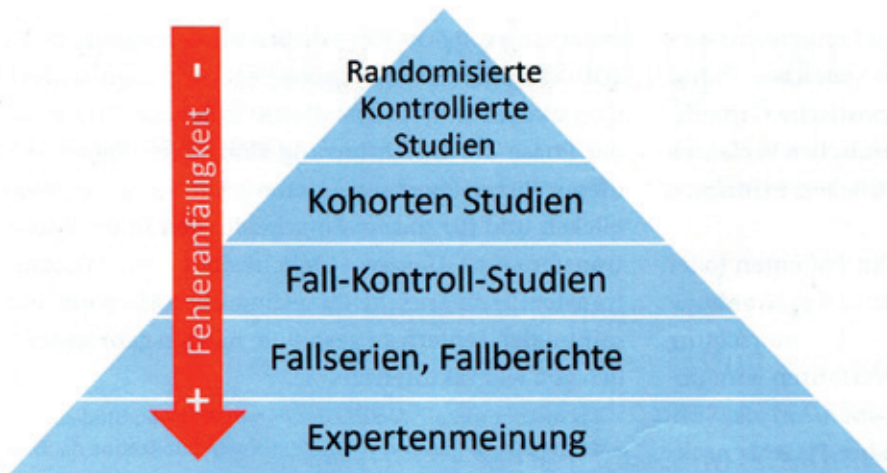 - Fehleranfälligkeit +
Randomisierte
Kontrollierte
Studien
Kohorten Studien
Fall-Kontroll-Studien
Fallserien, Fallberichte
Expertenmeinung